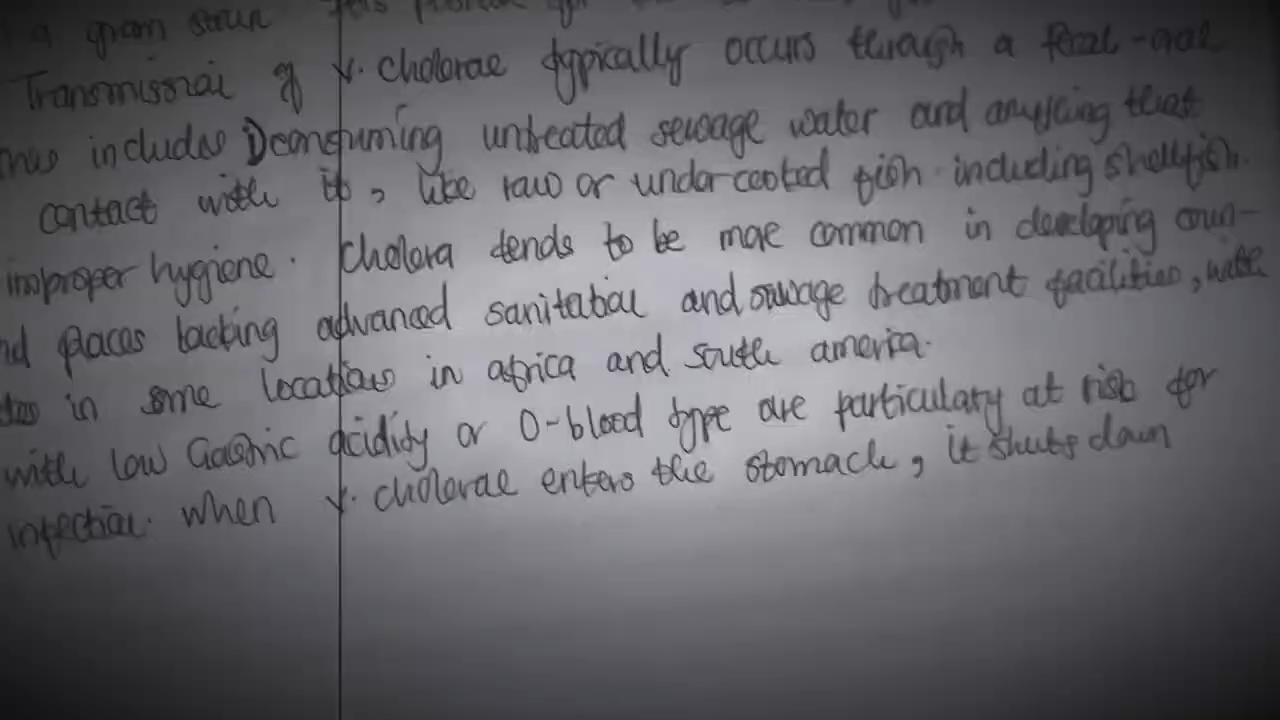 a gram stain
Transmission of V. cholerae typically occurs through a fecal-oral
includes consuming untreated sewage water and anything that
contact with it, like raw or under-cooked fish including shellfish.
improper hygiene. Cholera tends to be more common in developing coun-
places lacking advanced sanitation and sewage treatment facilities, with
in some locations in africa and south america.
with low Gastric acidity or O-blood type are particulary at risk for
infection. When V. cholerae enters the stomach, it shuts down